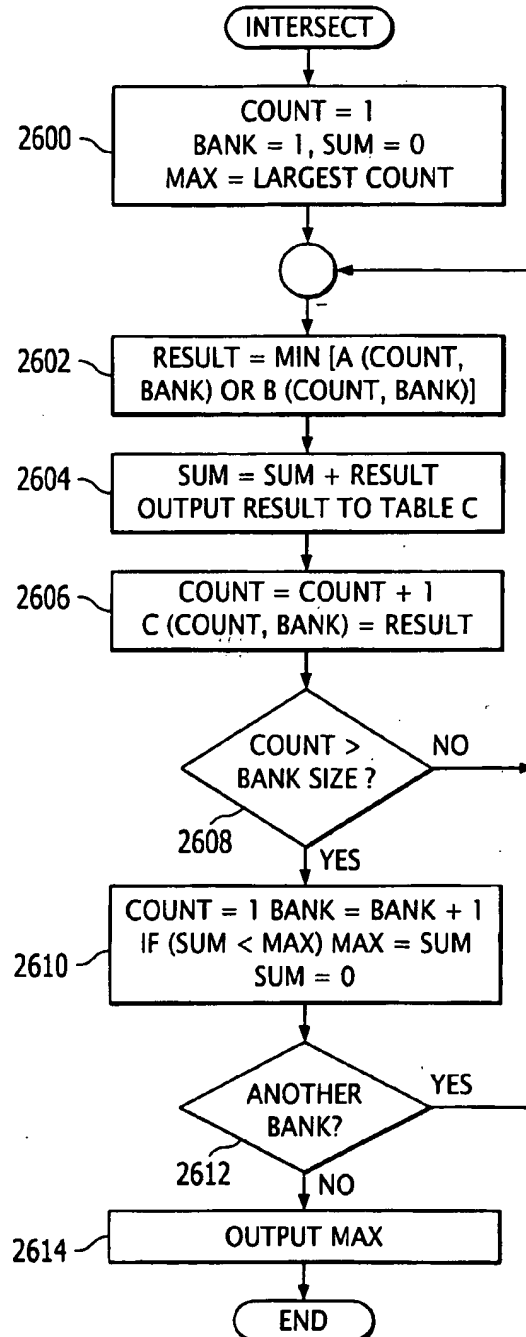 INTERSECT
2600
COUNT = 1
BANK = 1, SUM = 0
MAX = LARGEST COUNT
2602
RESULT = MIN [A (COUNT,
BANK) OR B (COUNT, BANK)]
2604
SUM = SUM + RESULT
OUTPUT RESULT TO TABLE C
2606
COUNT = COUNT + 1
C (COUNT, BANK) = RESULT
COUNT >
BANK SIZE ?
NO
2608
YES
COUNT = 1 BANK = BANK + 1
IF (SUM < MAX) MAX = SUM
SUM = 0
2610
ANOTHER
BANK?
YES
2612
NO
OUTPUT MAX
2614
END